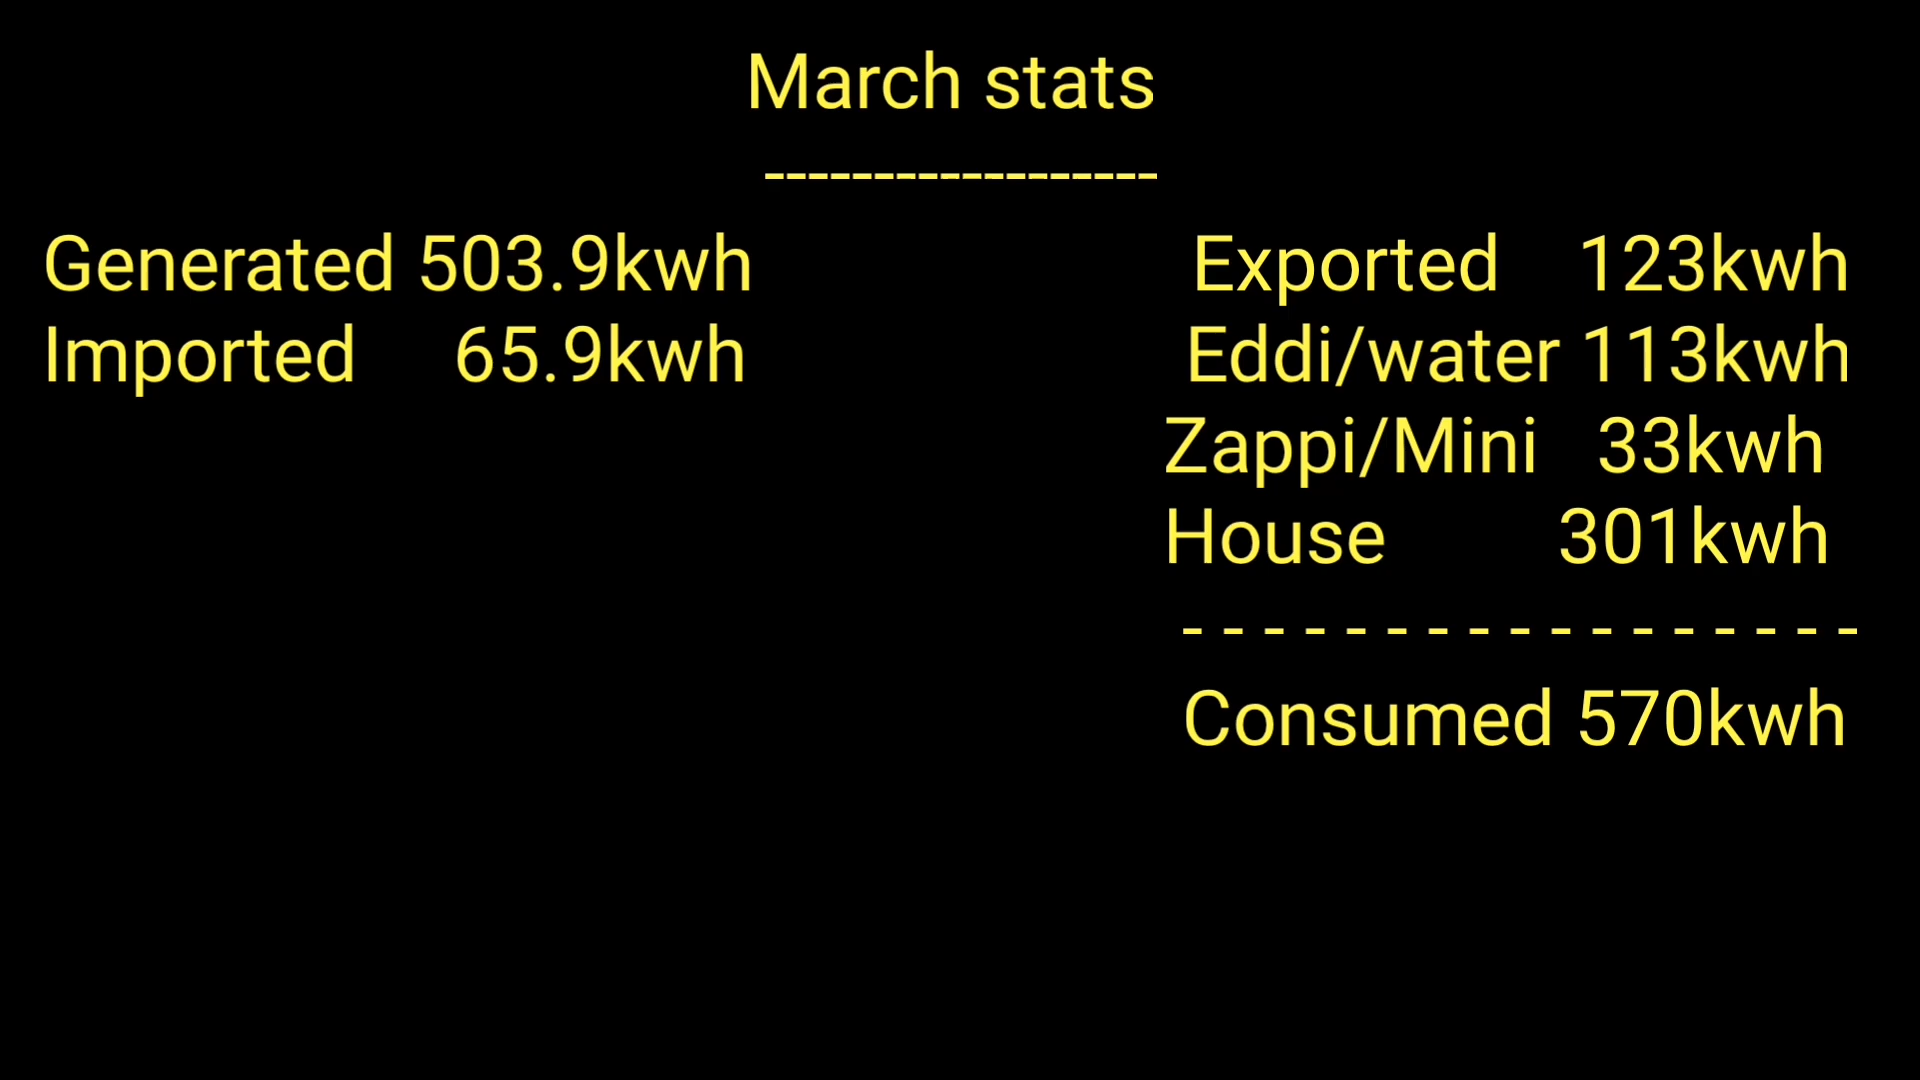 March stats
------------------
Generated 503.9kwh
Imported 65.9kwh
Exported 123kwh
Eddi/water 113kwh
Zappi/Mini 33kwh
House 301kwh
- - - - - - - - - - - - - - - - -
Consumed 570kwh